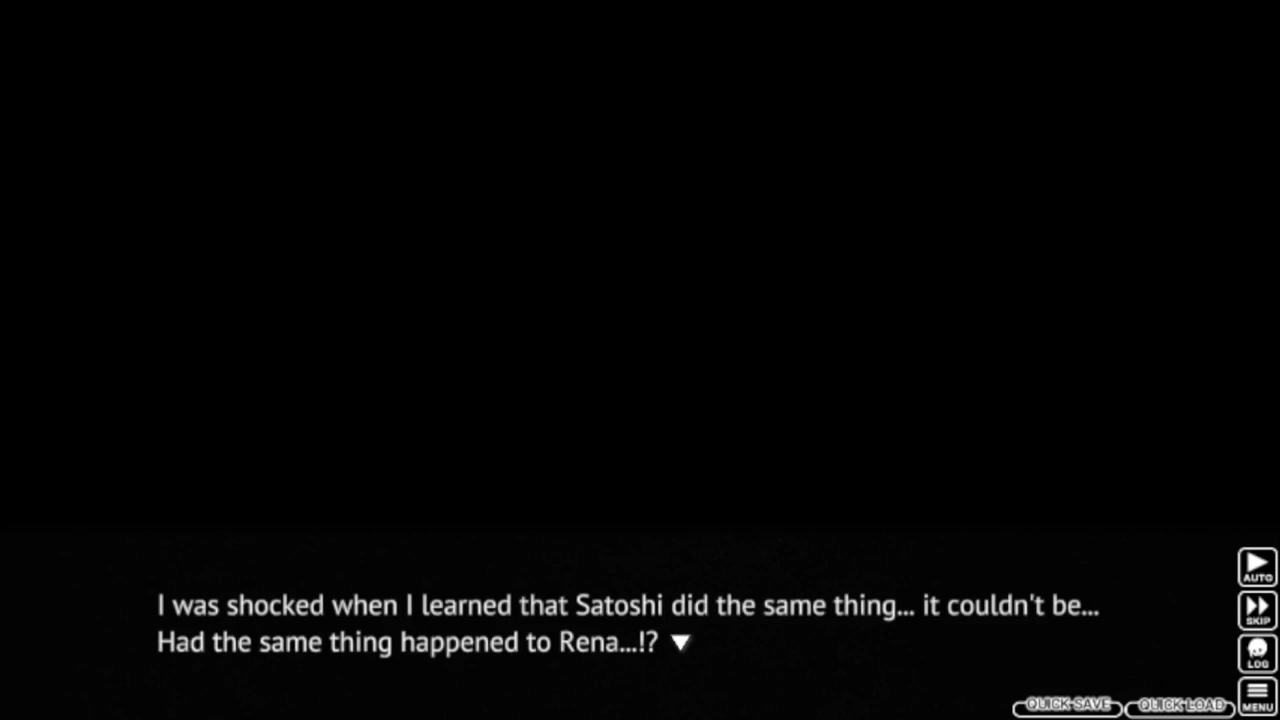 I was shocked when I learned that Satoshi did the same thing... it couldn't be...
Had the same thing happened to Rena...!? ▼
AUTO
SKIP
LOG
QUICK SAVE
QUICK LOAD
MENU